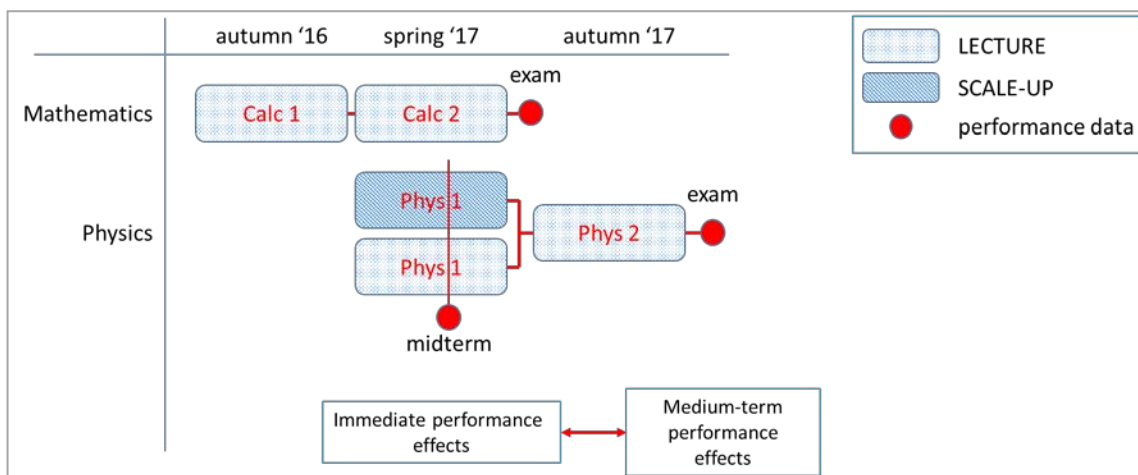 autumn ‘16 spring ‘17 autumn ‘17
LECTURE
SCALE-UP
performance data
exam
Mathematics
Calc 1
Calc 2
Physics
Phys 1
Phys 1
Phys 2
exam
midterm
Immediate performance
effects
Medium-term
performance
effects